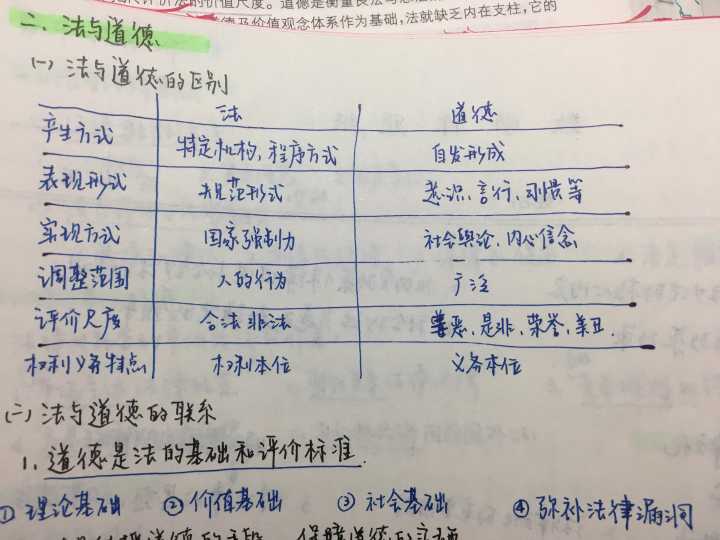 价值尺度。道德是衡量良法与恶法的
德及价值观念体系作为基础,法就缺乏内在支柱,它的
二、法与道德
(一) 法与道德的区别
法 道德
产生方式 特定机构、程序方式 自发形成
表现形式 规范形式 意识、言行、习惯等
实现方式 国家强制力 社会舆论、内心信念
调整范围 人的行为 广泛
评价尺度 合法非法 善恶、是非、荣誉、美丑
权利义务特点 权利本位 义务本位
(二) 法与道德的联系
1. 道德是法的基础和评价标准.
① 理论基础 ② 价值基础 ③ 社会基础 ④ 弥补法律漏洞